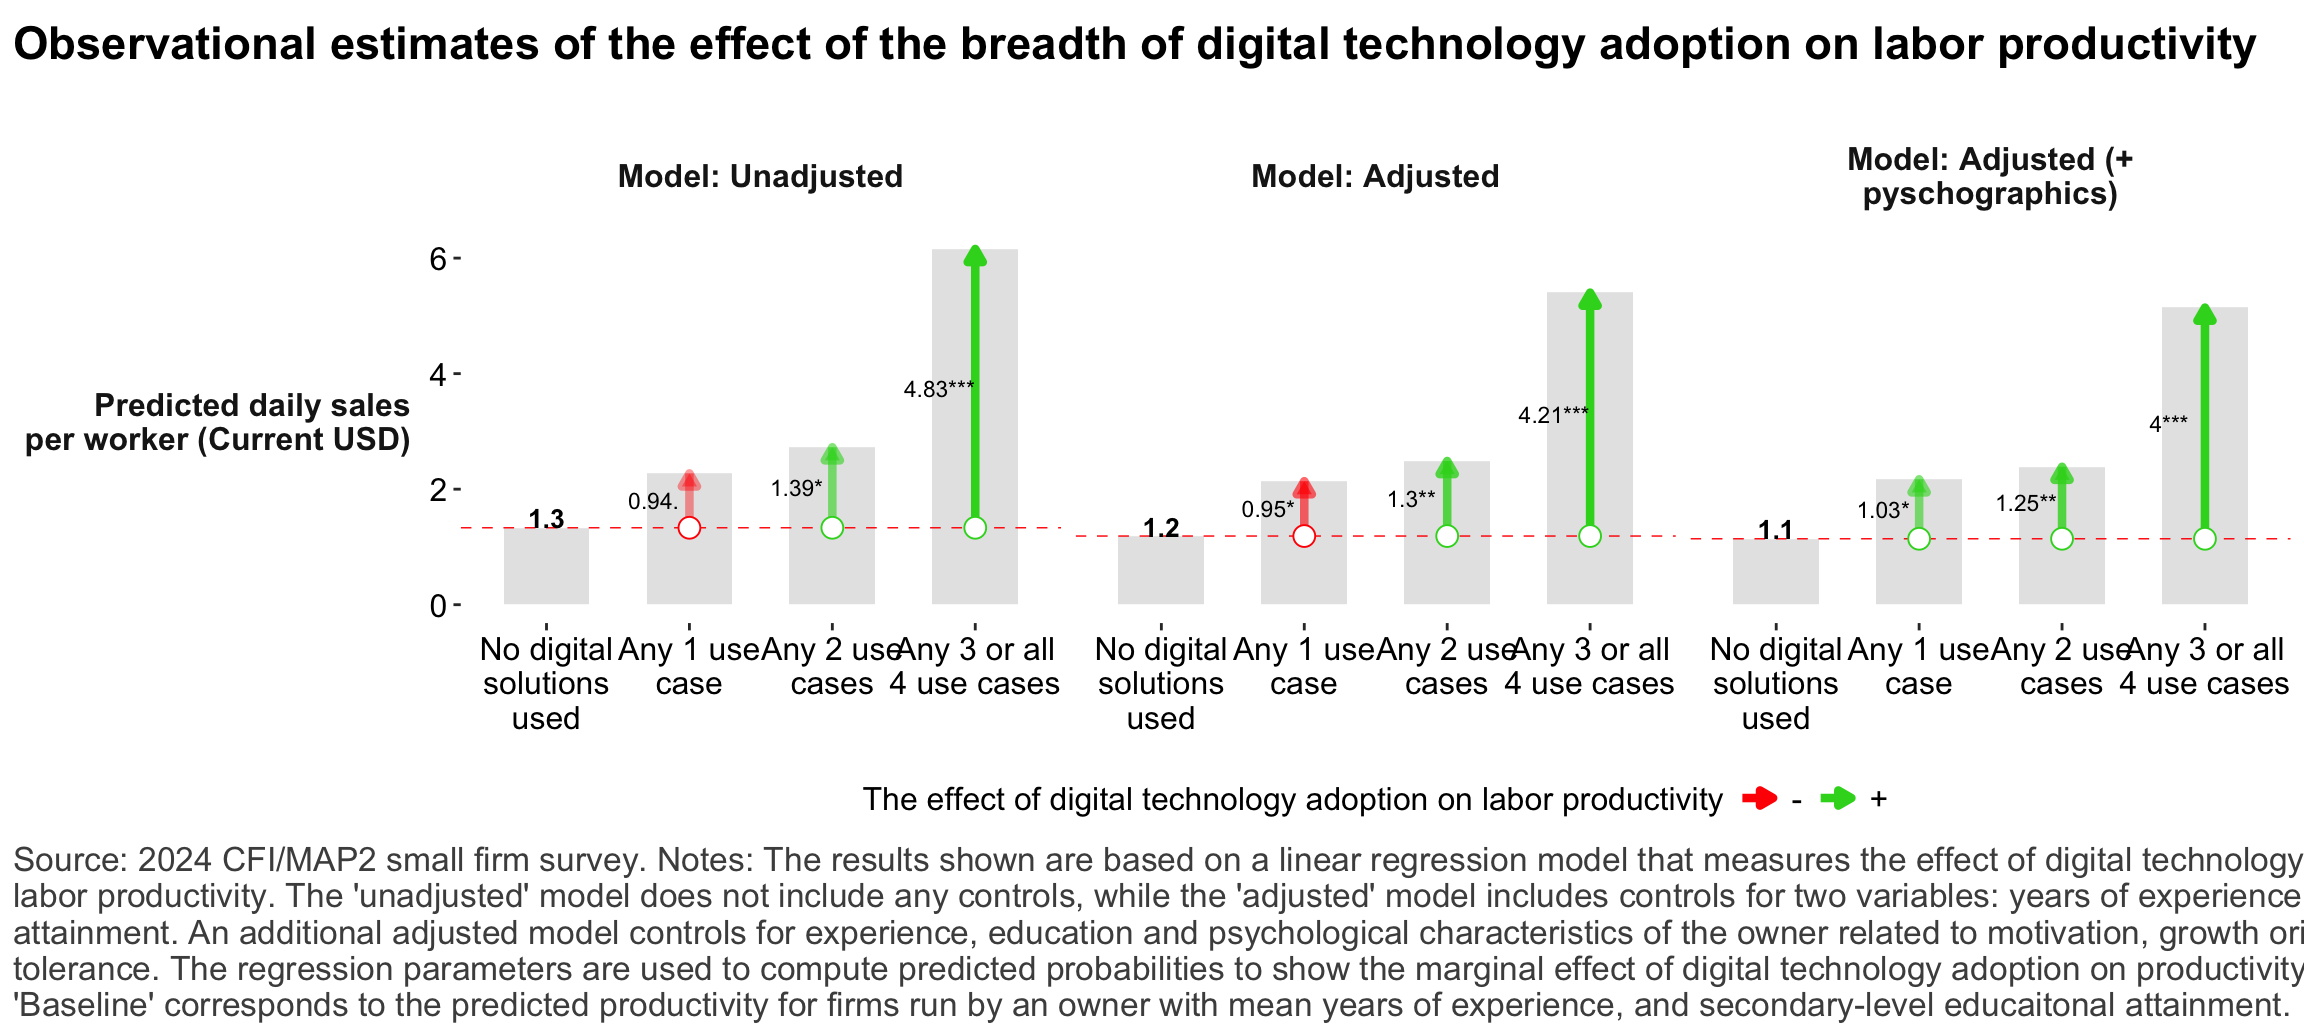 Observational estimates of the effect of the breadth of digital technology adoption on labor productivity
Model: Unadjusted
Model: Adjusted
Model: Adjusted (+
pyschographics)
Predicted daily sales
per worker (Current USD)
6
4
2
0
1.3
0.94.
1.39*
4.83***
1.2
0.95*
1.3**
4.21***
1.1
1.03*
1.25**
4***
No digital
solutions
used
Any 1 use
case
Any 2 use
cases
Any 3 or all
4 use cases
No digital
solutions
used
Any 1 use
case
Any 2 use
cases
Any 3 or all
4 use cases
No digital
solutions
used
Any 1 use
case
Any 2 use
cases
Any 3 or all
4 use cases
The effect of digital technology adoption on labor productivity - +
Source: 2024 CFI/MAP2 small firm survey. Notes: The results shown are based on a linear regression model that measures the effect of digital technology
labor productivity. The 'unadjusted' model does not include any controls, while the 'adjusted' model includes controls for two variables: years of experience
attainment. An additional adjusted model controls for experience, education and psychological characteristics of the owner related to motivation, growth ori
tolerance. The regression parameters are used to compute predicted probabilities to show the marginal effect of digital technology adoption on productivity
'Baseline' corresponds to the predicted productivity for firms run by an owner with mean years of experience, and secondary-level educaitonal attainment.